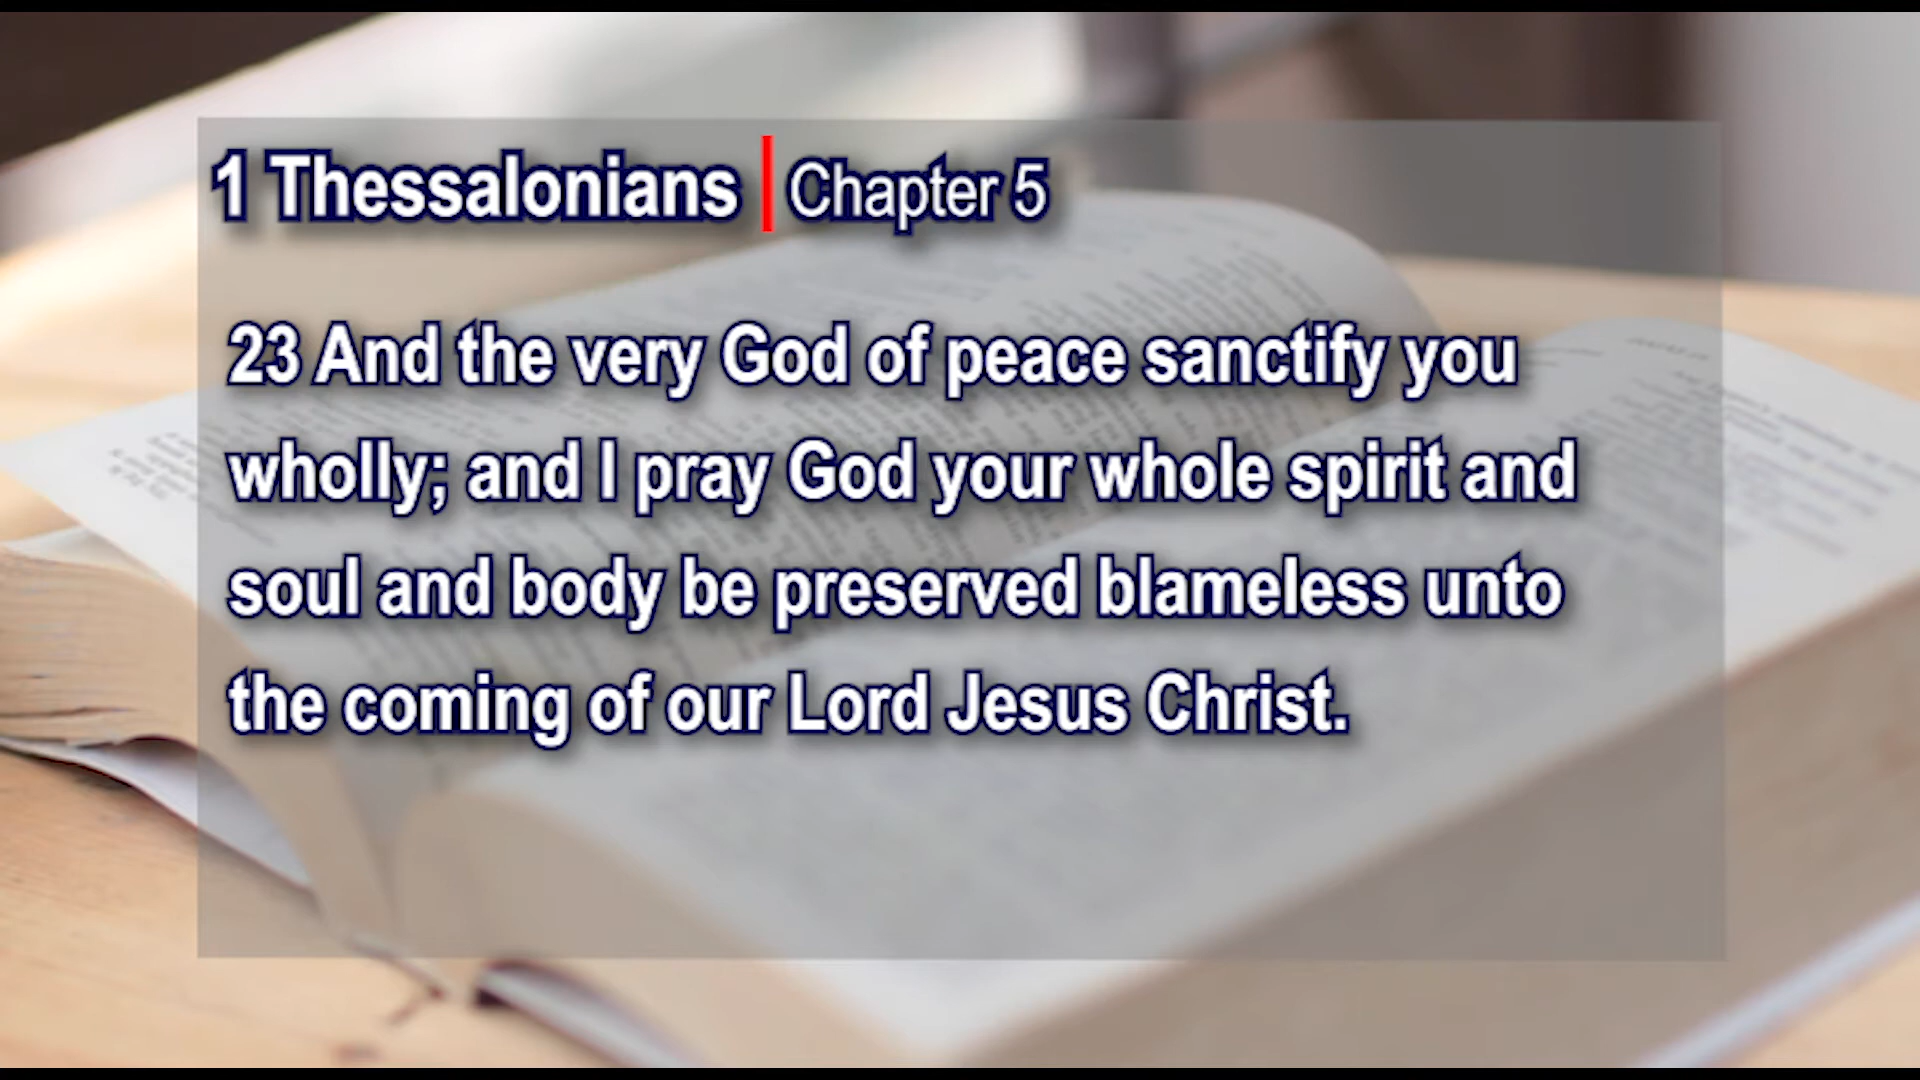 1 Thessalonians | Chapter 5
23 And the very God of peace sanctify you
wholly; and I pray God your whole spirit and
soul and body be preserved blameless unto
the coming of our Lord Jesus Christ.